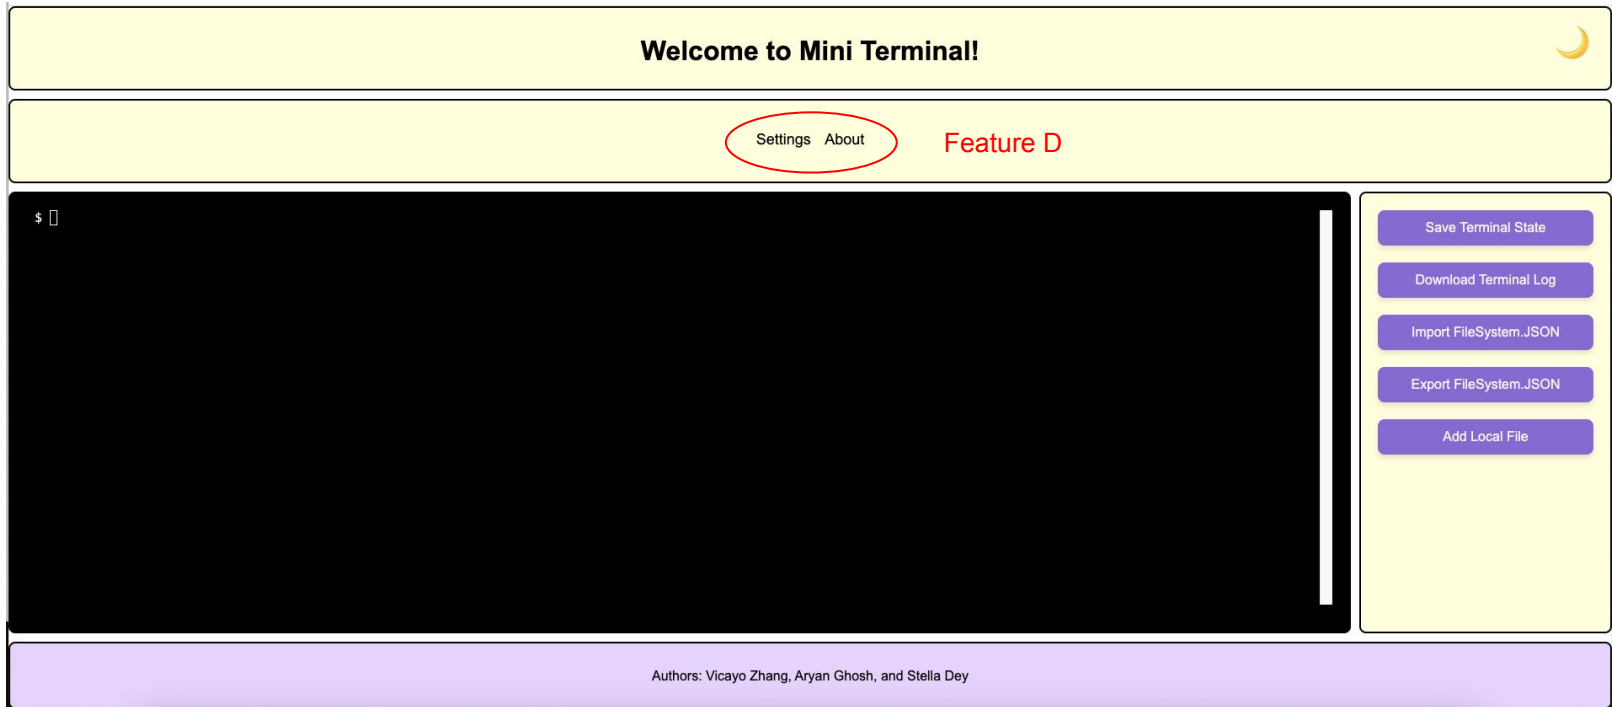 Welcome to Mini Terminal!
Settings About
Feature D
$
Save Terminal State
Download Terminal Log
Import FileSystem.JSON
Export FileSystem.JSON
Add Local File
Authors: Vicayo Zhang, Aryan Ghosh, and Stella Dey